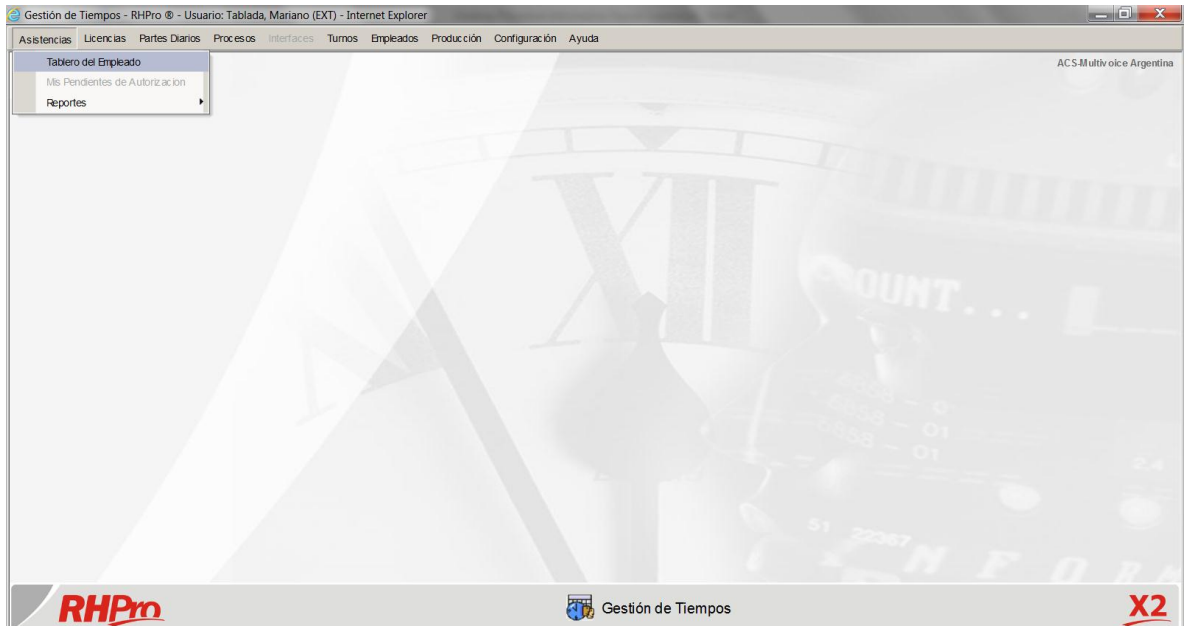 Gestión de Tiempos - RHPro ® - Usuario: Tablada, Mariano (EXT) - Internet Explorer
Asistencias Licencias Partes Diarios Procesos Interfaces Turnos Empleados Producción Configuración Ayuda
Tablero del Empleado
ACS-Multivoice Argentina
Mis Pendientes de Autorizacion
Reportes
XII
OUNT...
51 22367
N F O R M
RHPro
Gestión de Tiempos
X2